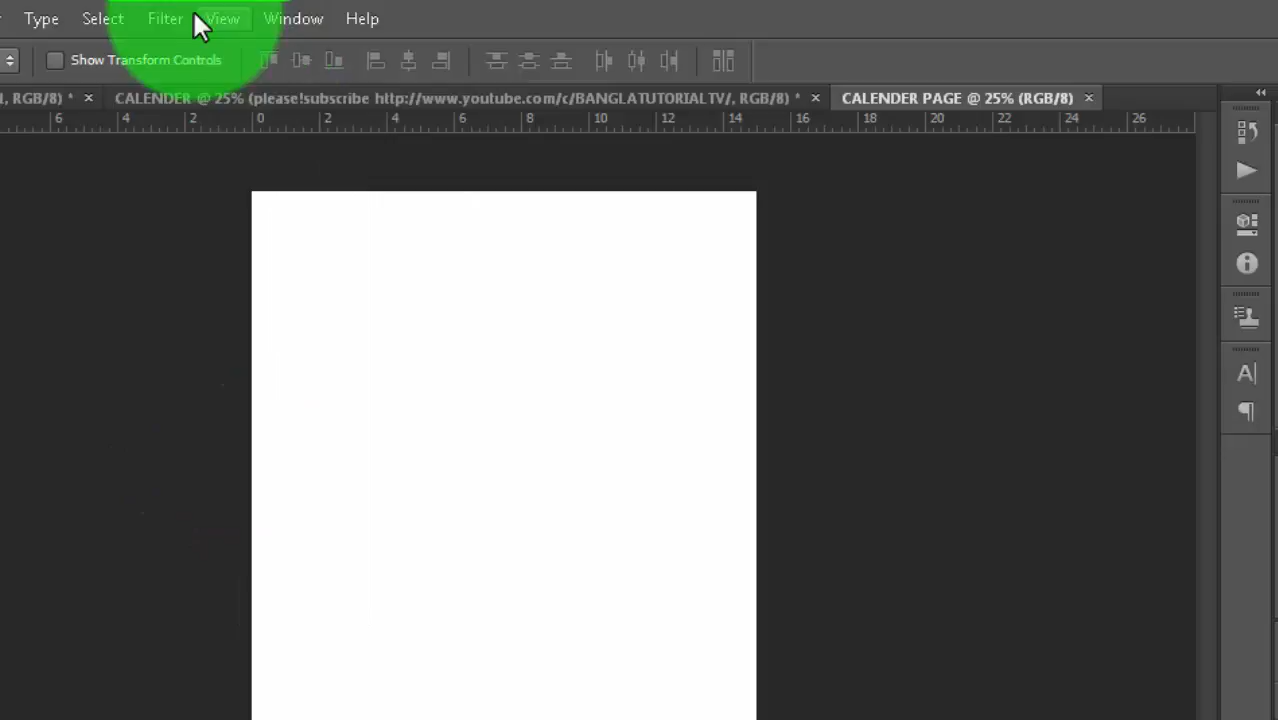 Type Select Filter View Window Help
Show Transform Controls
, RGB/8) * × CALENDER @ 25% (please!subscribe http://www.youtube.com/c/BANGLATUTORIALTV/, RGB/8) * × CALENDER PAGE @ 25% (RGB/8) ×
6 4 2 0 2 4 6 8 10 12 14 16 18 20 22 24 26
A|
¶